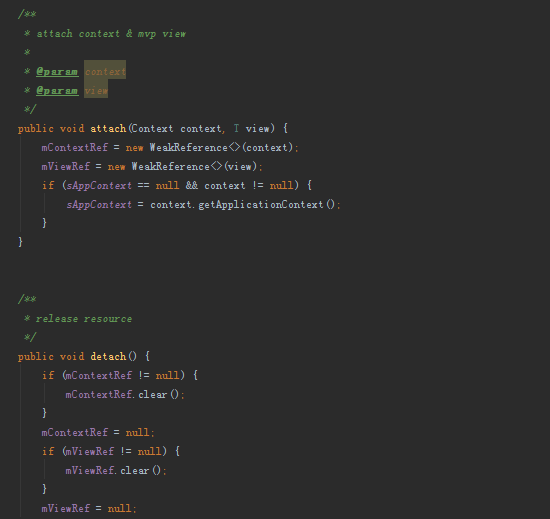 /**
 * attach context & mvp view
 *
 * @param context
 * @param view
 */
public void attach(Context context, T view) {
    mContextRef = new WeakReference<>(context);
    mViewRef = new WeakReference<>(view);
    if (sAppContext == null && context != null) {
        sAppContext = context.getApplicationContext();
    }
}
/**
 * release resource
 */
public void detach() {
    if (mContextRef != null) {
        mContextRef.clear();
    }
    mContextRef = null;
    if (mViewRef != null) {
        mViewRef.clear();
    }
    mViewRef = null;